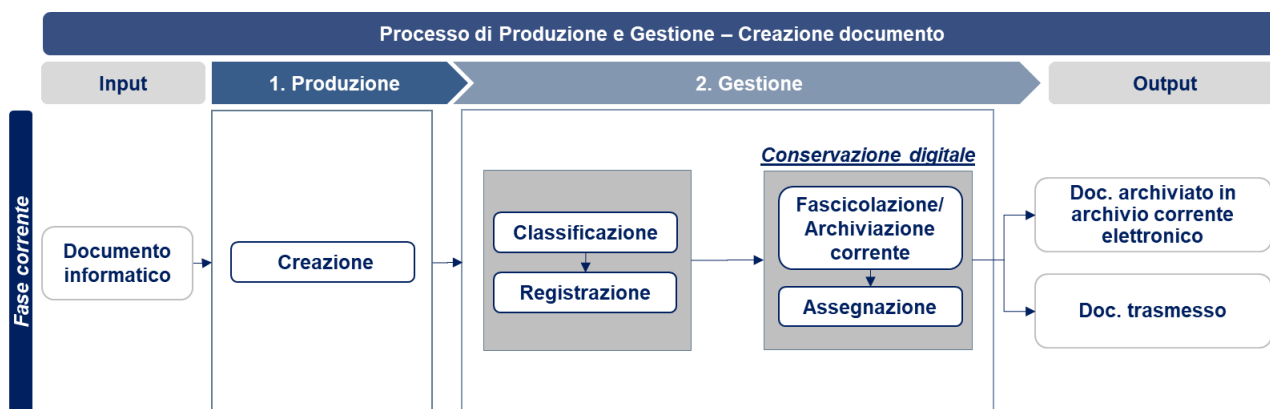 Processo di Produzione e Gestione – Creazione documento
Input
1. Produzione
2. Gestione
Output
Fase corrente
Documento
informatico
Creazione
Classificazione
Registrazione
Conservazione digitale
Fascicolazione/
Archiviazione
corrente
Assegnazione
Doc. archiviato in
archivio corrente
elettronico
Doc. trasmesso